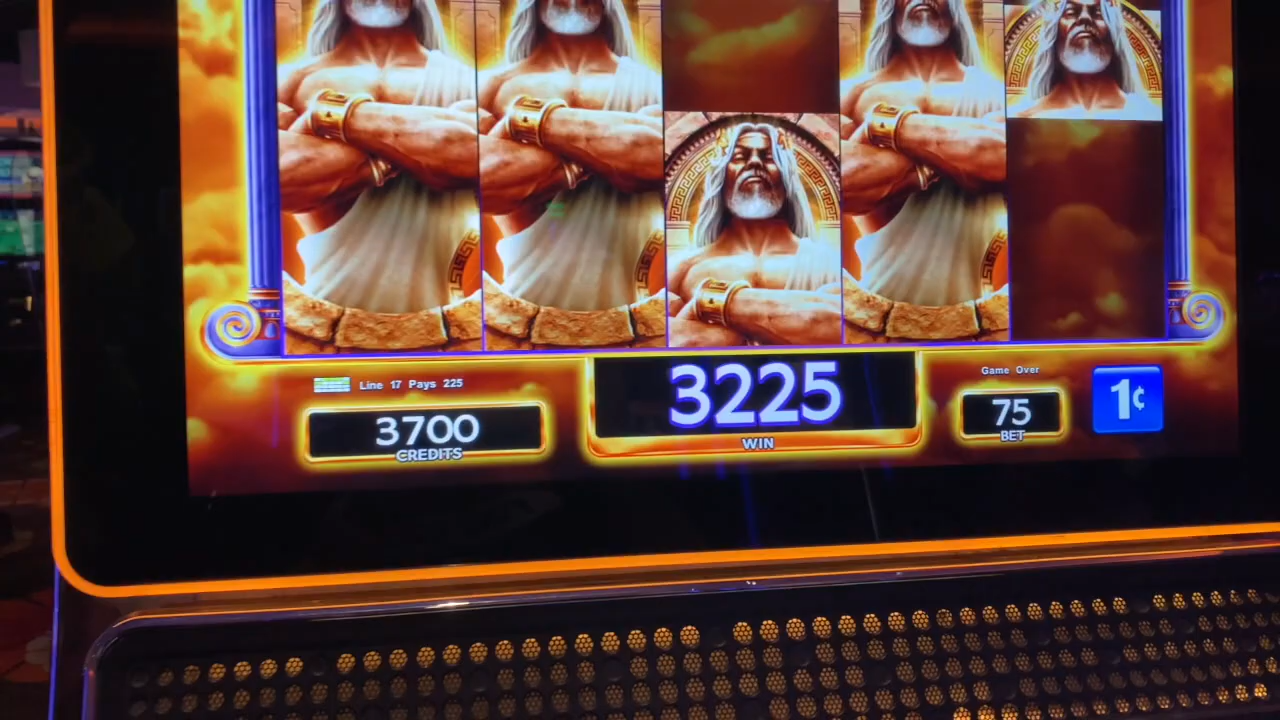 Line 17 Pays 225
3700
CREDITS
3225
WIN
Game Over
75
BET
1¢